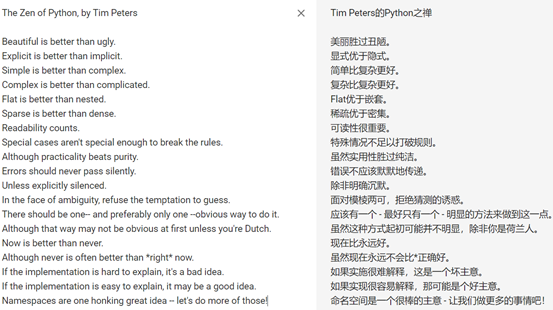 The Zen of Python, by Tim Peters
Beautiful is better than ugly.
Explicit is better than implicit.
Simple is better than complex.
Complex is better than complicated.
Flat is better than nested.
Sparse is better than dense.
Readability counts.
Special cases aren't special enough to break the rules.
Although practicality beats purity.
Errors should never pass silently.
Unless explicitly silenced.
In the face of ambiguity, refuse the temptation to guess.
There should be one-- and preferably only one --obvious way to do it.
Although that way may not be obvious at first unless you're Dutch.
Now is better than never.
Although never is often better than *right* now.
If the implementation is hard to explain, it's a bad idea.
If the implementation is easy to explain, it may be a good idea.
Namespaces are one honking great idea -- let's do more of those!
Tim Peters的Python之禅
美丽胜过丑陋。
显式优于隐式。
简单比复杂更好。
复杂比复杂更好。
Flat优于嵌套。
稀疏优于密集。
可读性很重要。
特殊情况不足以打破规则。
虽然实用性胜过纯洁。
错误不应该默默地传递。
除非明确沉默。
面对模棱两可，拒绝猜测的诱惑。
应该有一个 - 最好只有一个 - 明显的方法来做到这一点。
虽然这种方式起初可能并不明显，除非你是荷兰人。
现在比永远好。
虽然现在永远不会比*正确好。
如果实施很难解释，这是一个坏主意。
如果实现很容易解释，那可能是个好主意。
命名空间是一个很棒的主意 - 让我们做更多的事情吧！